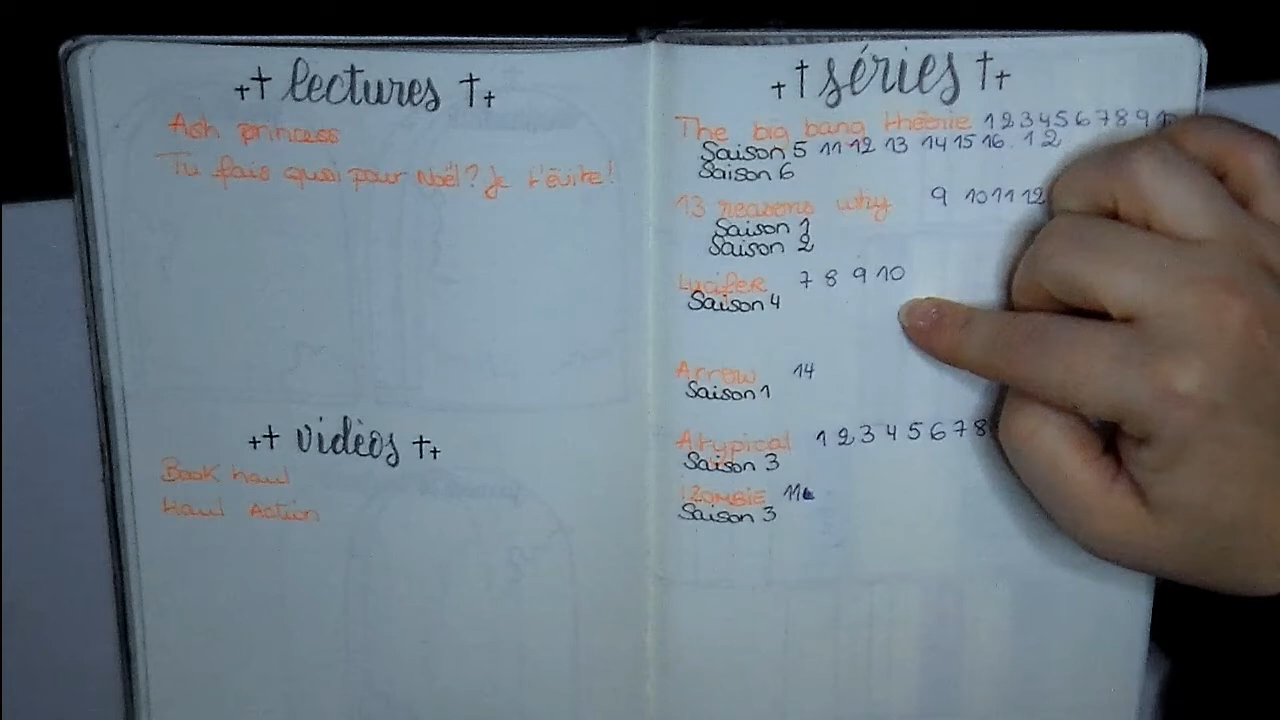 lectures
Ash princess
Tu fais quoi pour Noël? Je t'évite!
vidéos
Book haul
Haul Action
séries
The big bang théorie 1 2 3 4 5 6 7 8 9
Saison 5 11 12 13 14 15 16 1 2
Saison 6
13 reasons why 9 10 11 12
Saison 1
Saison 2
Lucifer 7 8 9 10
Saison 4
Arrow 14
Saison 1
Atypical 1 2 3 4 5 6 7 8
Saison 3
iZOMBIE 11
Saison 3